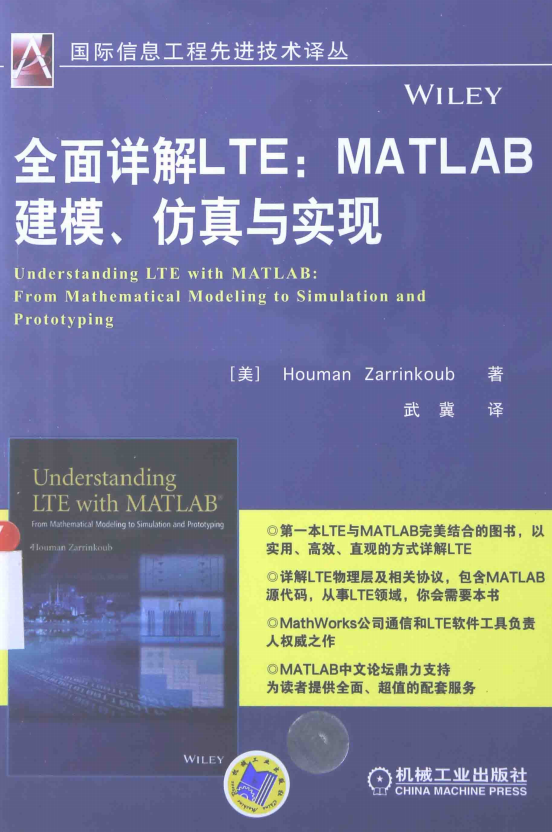 国际信息工程先进技术译丛
WILEY
全面详解LTE：MATLAB
建模、仿真与实现
Understanding LTE with MATLAB:
From Mathematical Modeling to Simulation and
Prototyping
［美］ Houman Zarrinkoub 著
武 冀 译
Understanding
LTE with MATLAB®
From Mathematical Modeling to Simulation and Prototyping
Houman Zarrinkoub
WILEY
◎第一本LTE与MATLAB完美结合的图书，以
实用、高效、直观的方式详解LTE
◎详解LTE物理层及相关协议，包含MATLAB
源代码，从事LTE领域，你会需要本书
◎MathWorks公司通信和LTE软件工具负责
人权威之作
◎MATLAB中文论坛鼎力支持
为读者提供全面、超值的配套服务
机械工业出版社
CHINA MACHINE PRESS